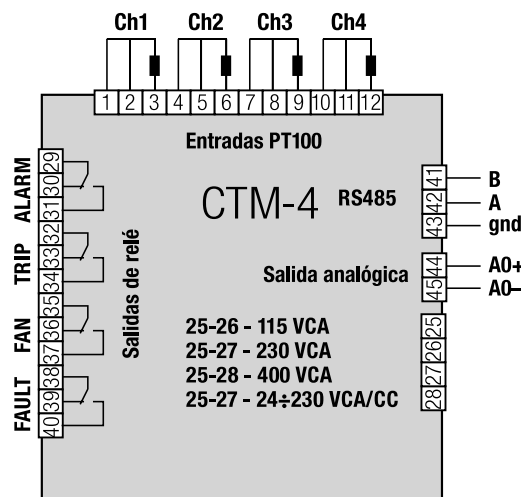 Ch1 Ch2 Ch3 Ch4
1 2 3 4 5 6 7 8 9 10 11 12
Entradas PT100
CTM-4
RS485
41 B
42 A
43 gnd
Salida analógica
44 A0+
45 A0–
ALARM
29
30
31
TRIP
32
33
34
FAN
35
36
37
FAULT
38
39
40
Salidas de relé
25-26 - 115 VCA
25-27 - 230 VCA
25-28 - 400 VCA
25-27 - 24÷230 VCA/CC
25
26
27
28